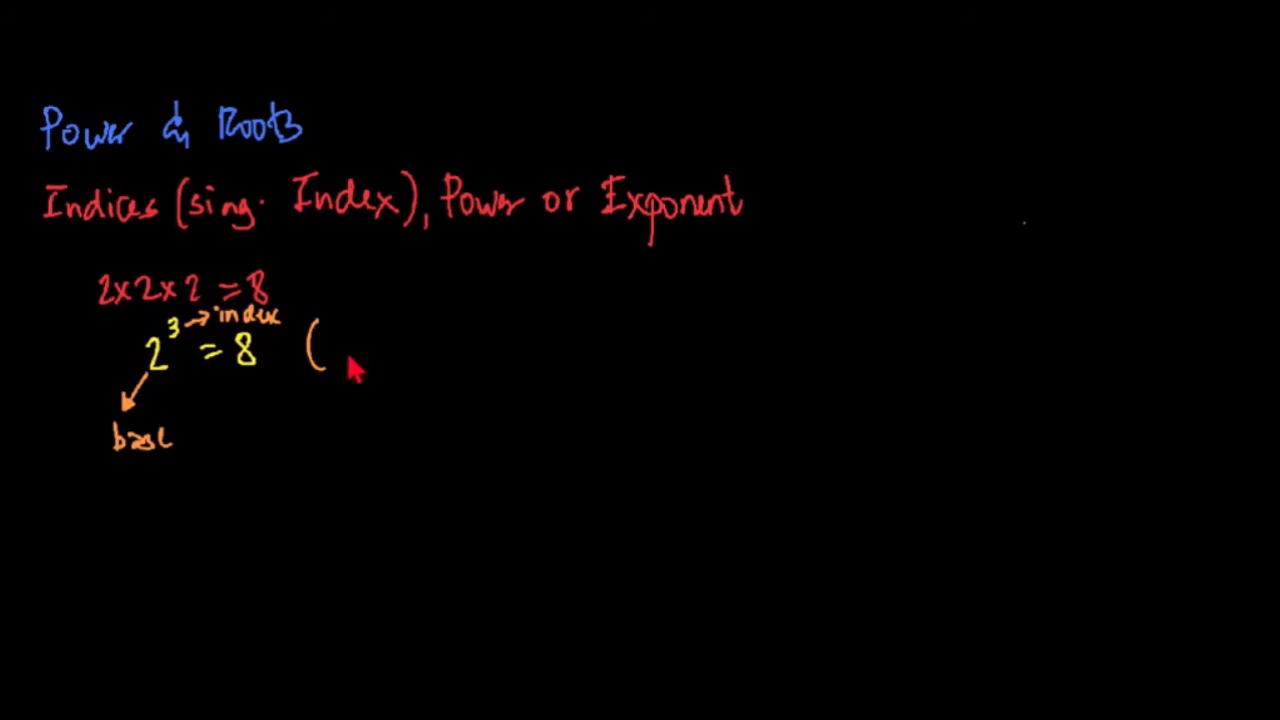 Power & Roots
Indices (sing. Index), Power or Exponent
2x2x2 = 8
2³ → index
= 8 (
base